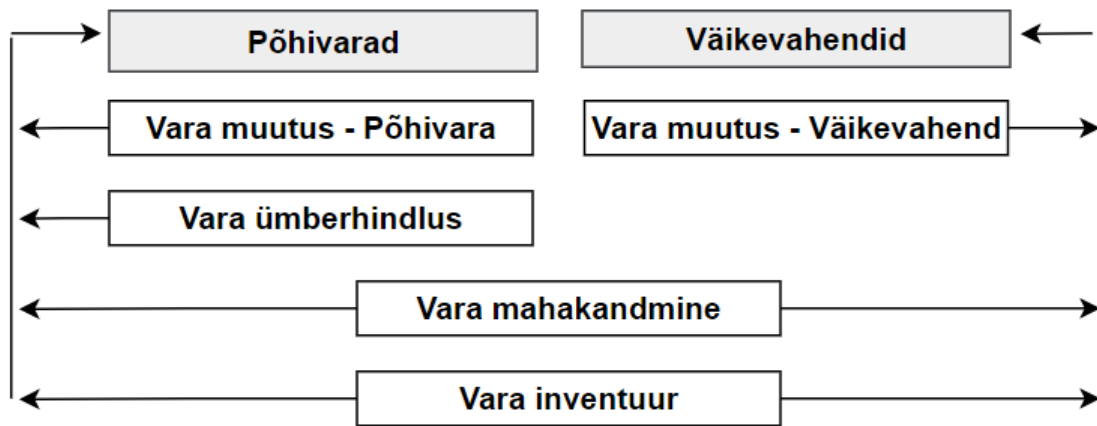 Põhivarad
Väikevahendid
Vara muutus - Põhivara
Vara muutus - Väikevahend
Vara ümberhindlus
Vara mahakandmine
Vara inventuur